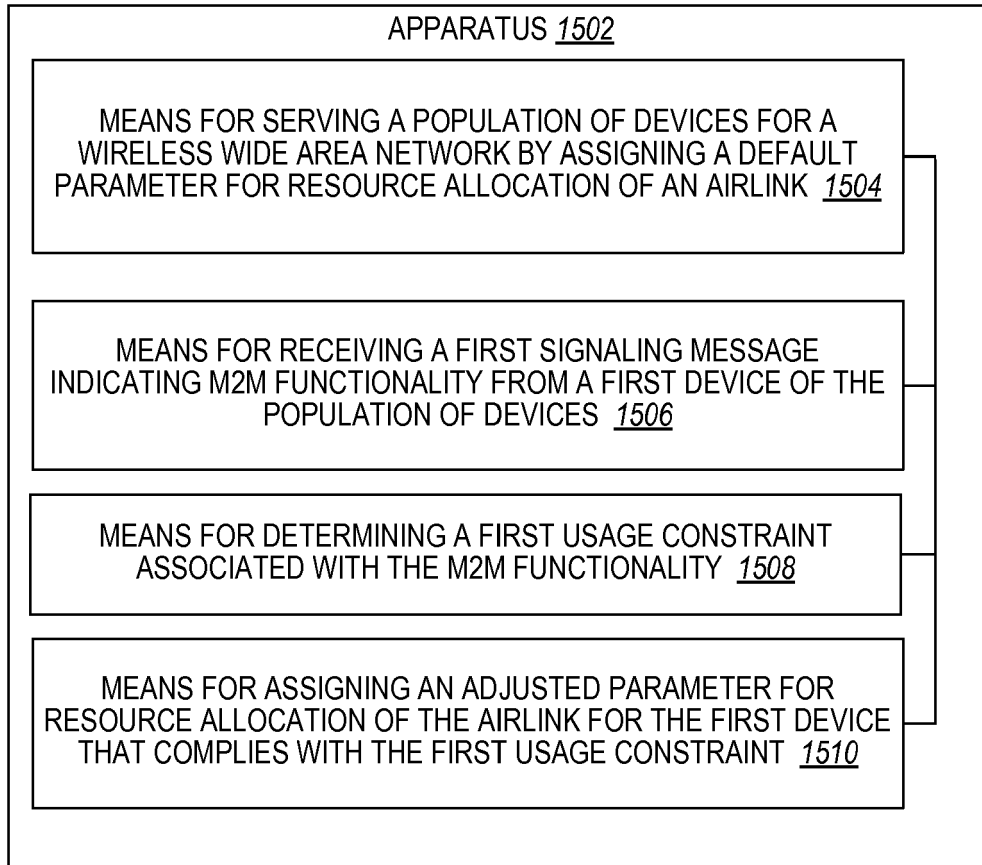 APPARATUS 1502
MEANS FOR SERVING A POPULATION OF DEVICES FOR A
WIRELESS WIDE AREA NETWORK BY ASSIGNING A DEFAULT
PARAMETER FOR RESOURCE ALLOCATION OF AN AIRLINK 1504
MEANS FOR RECEIVING A FIRST SIGNALING MESSAGE
INDICATING M2M FUNCTIONALITY FROM A FIRST DEVICE OF THE
POPULATION OF DEVICES 1506
MEANS FOR DETERMINING A FIRST USAGE CONSTRAINT
ASSOCIATED WITH THE M2M FUNCTIONALITY 1508
MEANS FOR ASSIGNING AN ADJUSTED PARAMETER FOR
RESOURCE ALLOCATION OF THE AIRLINK FOR THE FIRST DEVICE
THAT COMPLIES WITH THE FIRST USAGE CONSTRAINT 1510